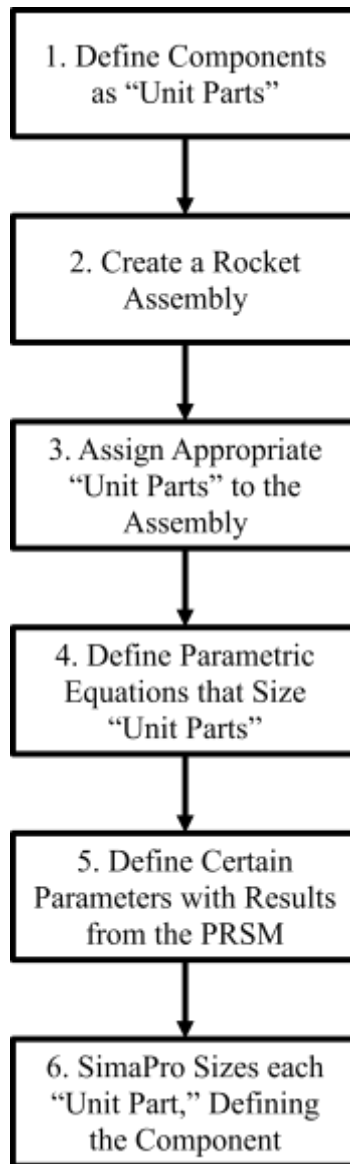 1. Define Components
as “Unit Parts”
2. Create a Rocket
Assembly
3. Assign Appropriate
“Unit Parts” to the
Assembly
4. Define Parametric
Equations that Size
“Unit Parts”
5. Define Certain
Parameters with Results
from the PRSM
6. SimaPro Sizes each
“Unit Part,” Defining
the Component